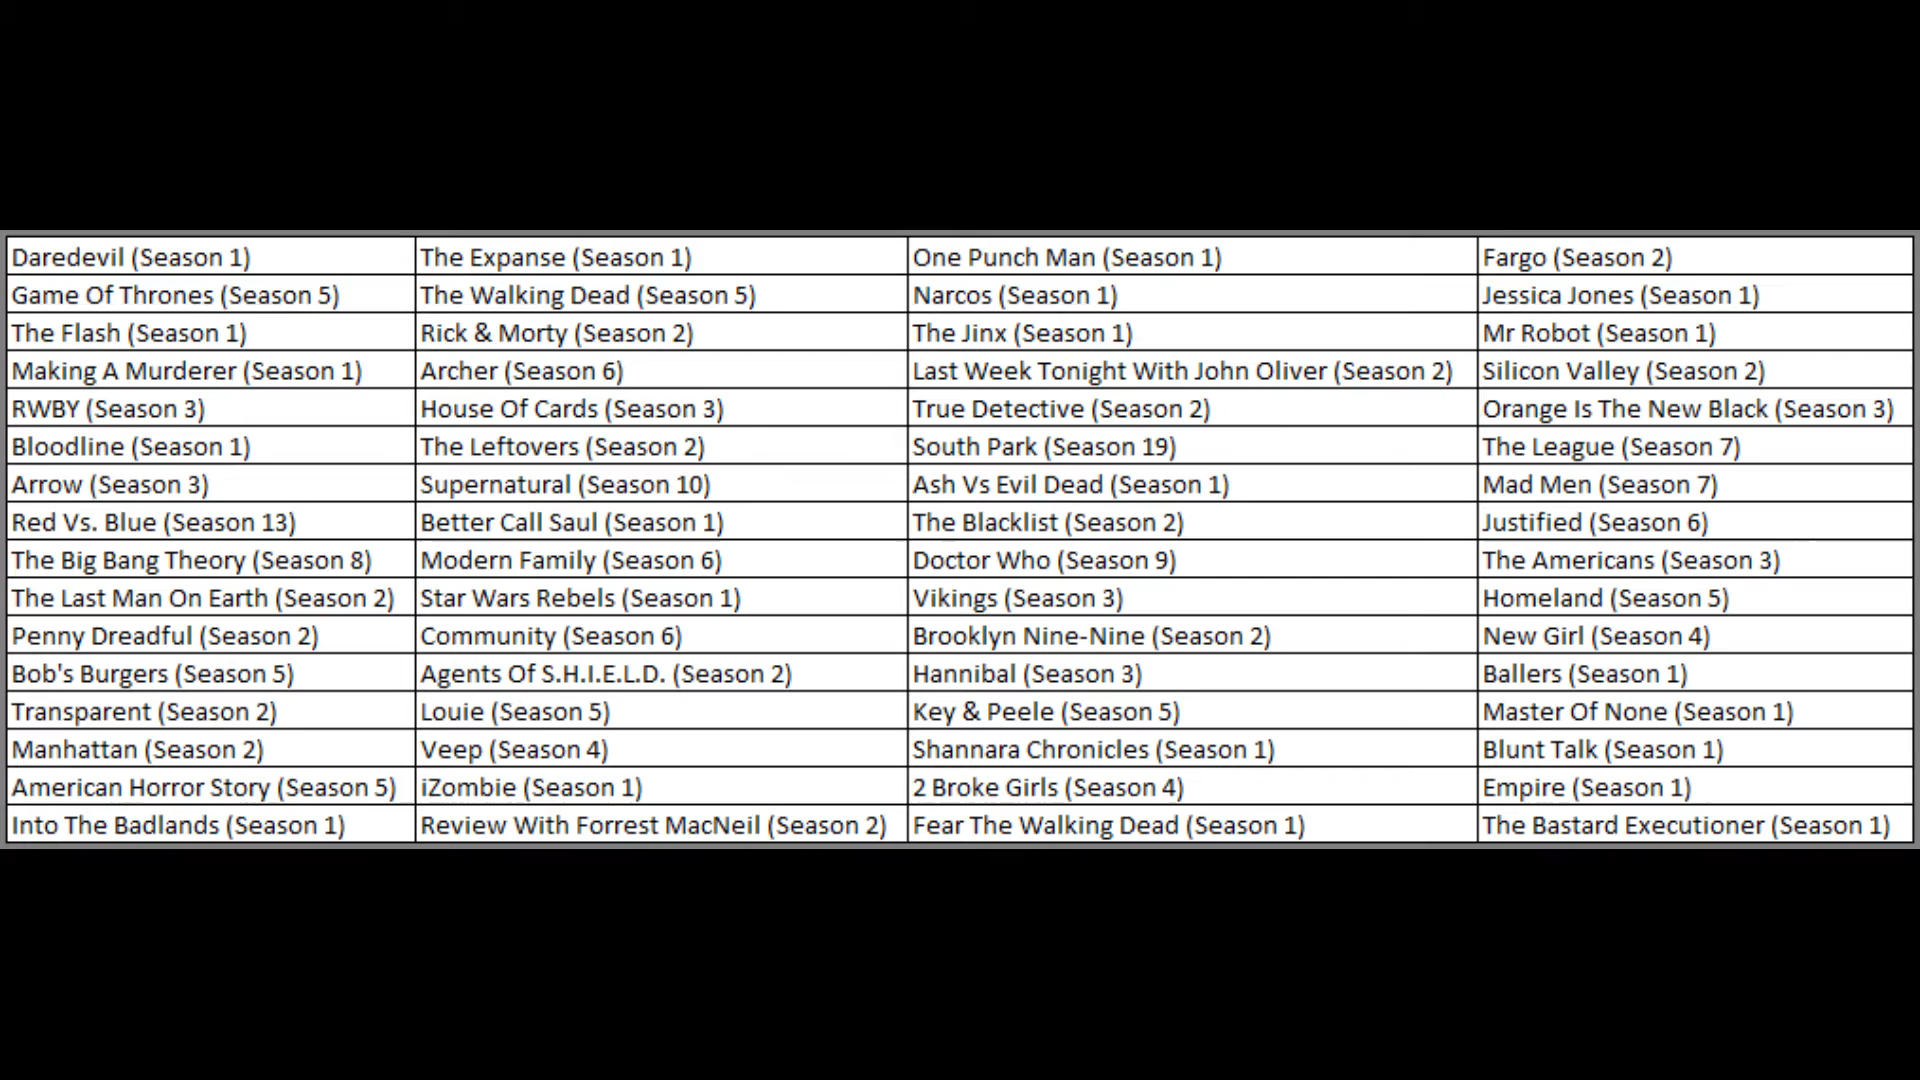 Daredevil (Season 1) The Expanse (Season 1) One Punch Man (Season 1) Fargo (Season 2)
Game Of Thrones (Season 5) The Walking Dead (Season 5) Narcos (Season 1) Jessica Jones (Season 1)
The Flash (Season 1) Rick & Morty (Season 2) The Jinx (Season 1) Mr Robot (Season 1)
Making A Murderer (Season 1) Archer (Season 6) Last Week Tonight With John Oliver (Season 2) Silicon Valley (Season 2)
RWBY (Season 3) House Of Cards (Season 3) True Detective (Season 2) Orange Is The New Black (Season 3)
Bloodline (Season 1) The Leftovers (Season 2) South Park (Season 19) The League (Season 7)
Arrow (Season 3) Supernatural (Season 10) Ash Vs Evil Dead (Season 1) Mad Men (Season 7)
Red Vs. Blue (Season 13) Better Call Saul (Season 1) The Blacklist (Season 2) Justified (Season 6)
The Big Bang Theory (Season 8) Modern Family (Season 6) Doctor Who (Season 9) The Americans (Season 3)
The Last Man On Earth (Season 2) Star Wars Rebels (Season 1) Vikings (Season 3) Homeland (Season 5)
Penny Dreadful (Season 2) Community (Season 6) Brooklyn Nine-Nine (Season 2) New Girl (Season 4)
Bob's Burgers (Season 5) Agents Of S.H.I.E.L.D. (Season 2) Hannibal (Season 3) Ballers (Season 1)
Transparent (Season 2) Louie (Season 5) Key & Peele (Season 5) Master Of None (Season 1)
Manhattan (Season 2) Veep (Season 4) Shannara Chronicles (Season 1) Blunt Talk (Season 1)
American Horror Story (Season 5) iZombie (Season 1) 2 Broke Girls (Season 4) Empire (Season 1)
Into The Badlands (Season 1) Review With Forrest MacNeil (Season 2) Fear The Walking Dead (Season 1) The Bastard Executioner (Season 1)